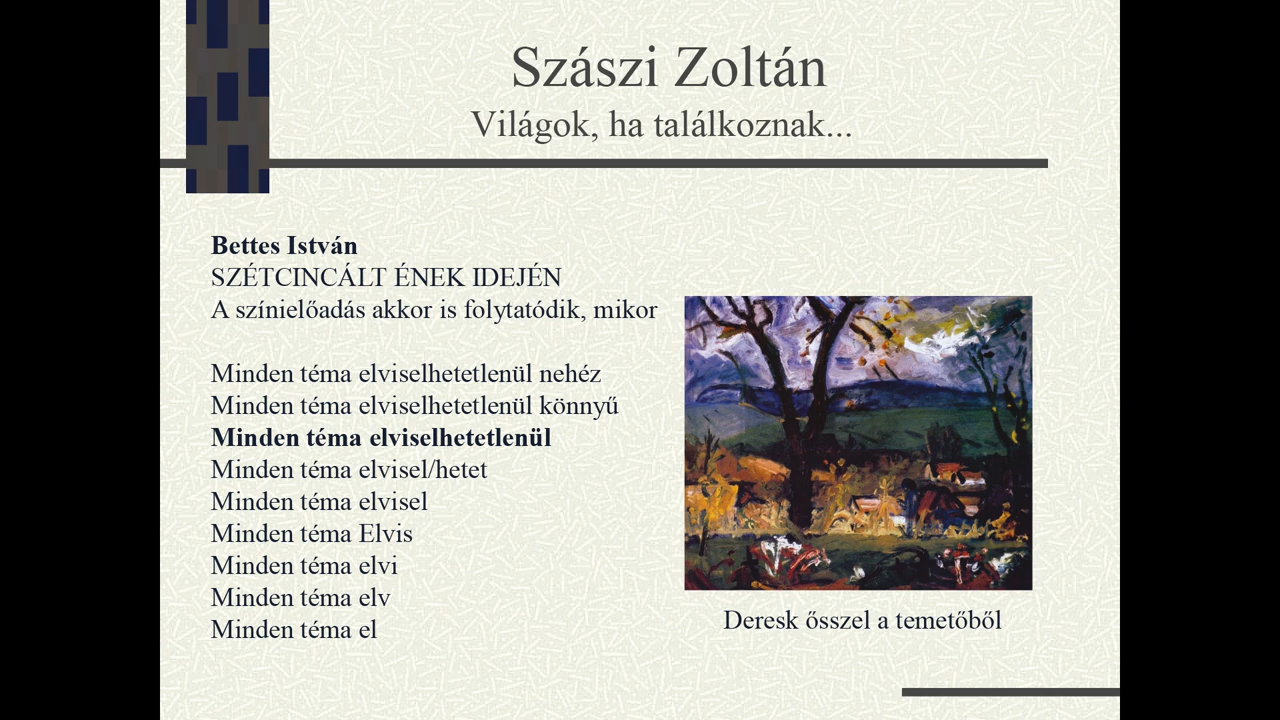 Szászi Zoltán
Világok, ha találkoznak...
Bettes István
SZÉTCINCÁLT ÉNEK IDEJÉN
A színielőadás akkor is folytatódik, mikor
Minden téma elviselhetetlenül nehéz
Minden téma elviselhetetlenül könnyű
Minden téma elviselhetetlenül
Minden téma elvisel/hetet
Minden téma elvisel
Minden téma Elvis
Minden téma elvi
Minden téma elv
Minden téma el
Deresk ősszel a temetőből